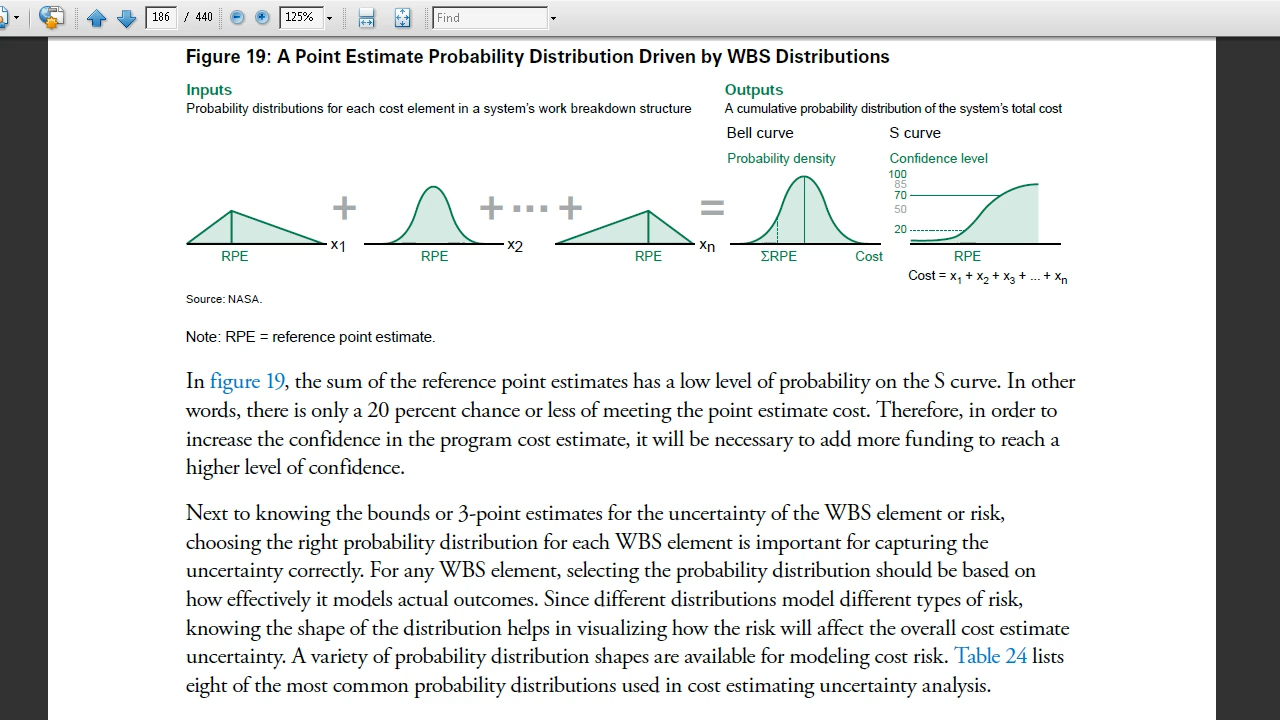 186 / 440 125% Find
Figure 19: A Point Estimate Probability Distribution Driven by WBS Distributions
Inputs
Probability distributions for each cost element in a system's work breakdown structure
Outputs
A cumulative probability distribution of the system's total cost
Bell curve
S curve
Probability density
Confidence level
100
85
70
50
20
+ + ... + =
x1 x2 xn
RPE RPE RPE ΣRPE Cost RPE
Cost = x1 + x2 + x3 + ... + xn
Source: NASA.
Note: RPE = reference point estimate.
In figure 19, the sum of the reference point estimates has a low level of probability on the S curve. In other
words, there is only a 20 percent chance or less of meeting the point estimate cost. Therefore, in order to
increase the confidence in the program cost estimate, it will be necessary to add more funding to reach a
higher level of confidence.
Next to knowing the bounds or 3-point estimates for the uncertainty of the WBS element or risk,
choosing the right probability distribution for each WBS element is important for capturing the
uncertainty correctly. For any WBS element, selecting the probability distribution should be based on
how effectively it models actual outcomes. Since different distributions model different types of risk,
knowing the shape of the distribution helps in visualizing how the risk will affect the overall cost estimate
uncertainty. A variety of probability distribution shapes are available for modeling cost risk. Table 24 lists
eight of the most common probability distributions used in cost estimating uncertainty analysis.